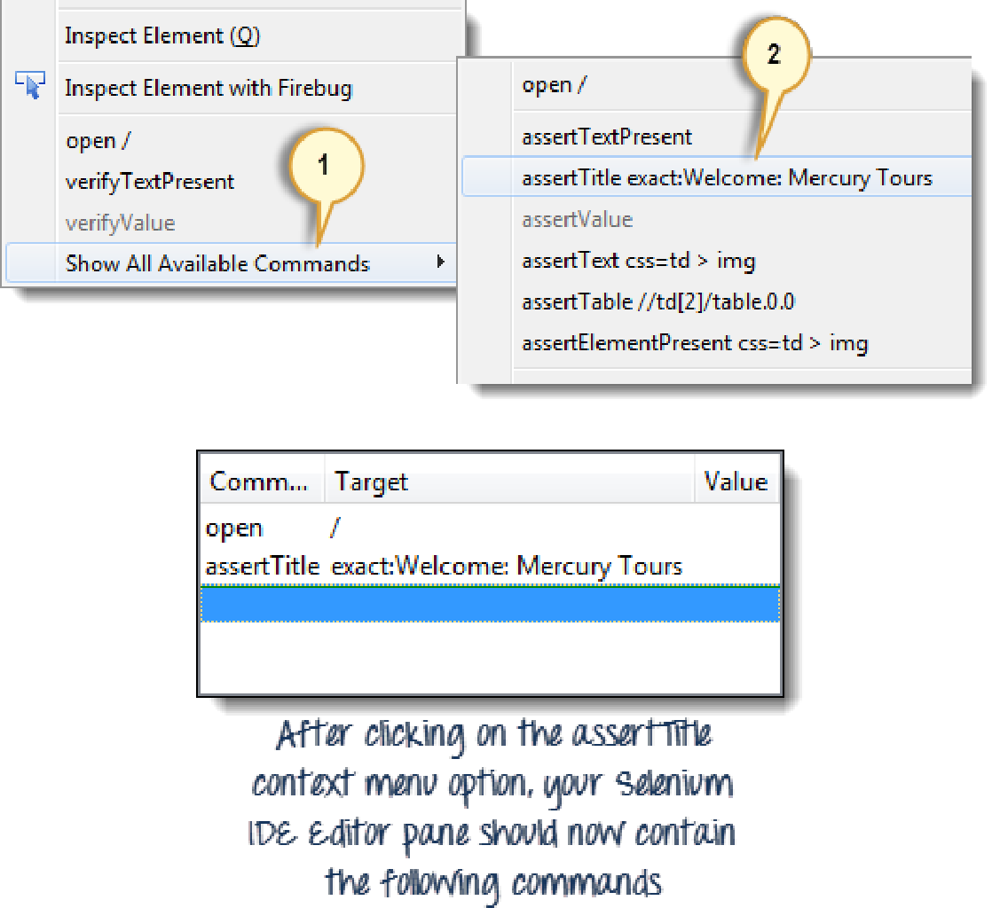 Inspect Element (Q)
Inspect Element with Firebug
open /
verifyTextPresent
verifyValue
Show All Available Commands
1
2
open /
assertTextPresent
assertTitle exact:Welcome: Mercury Tours
assertValue
assertText css=td > img
assertTable //td[2]/table.0.0
assertElementPresent css=td > img
Comm... Target Value
open /
assertTitle exact:Welcome: Mercury Tours
After clicking on the assertTitle
context menu option, your Selenium
IDE Editor pane should now contain
the following commands